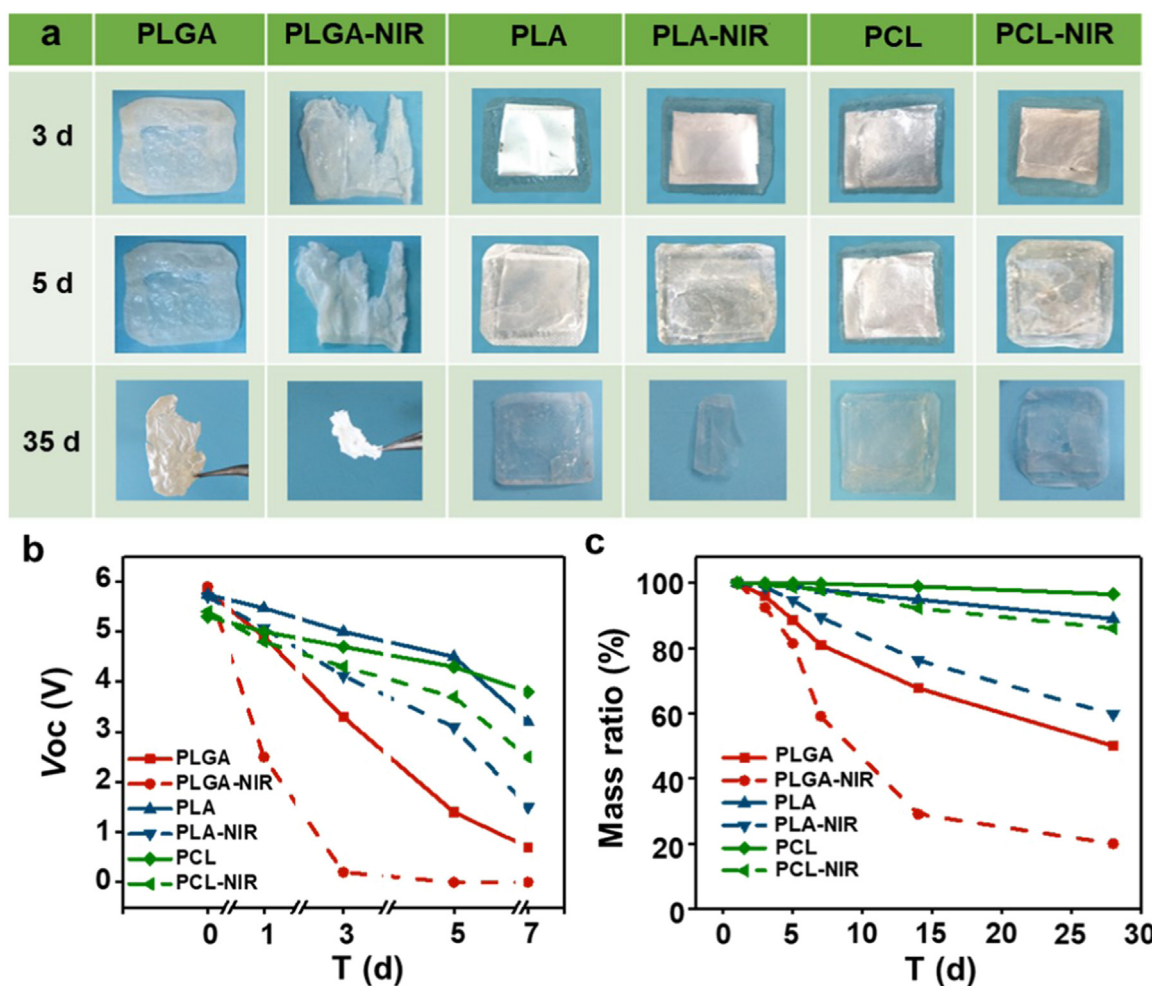 a PLGA PLGA-NIR PLA PLA-NIR PCL PCL-NIR
3 d
5 d
35 d
b
6
5
4
3
2
1
0
Voc (V)
PLGA
PLGA-NIR
PLA
PLA-NIR
PCL
PCL-NIR
0 1 3 5 7
T (d)
c
100
80
60
40
20
0
Mass ratio (%)
PLGA
PLGA-NIR
PLA
PLA-NIR
PCL
PCL-NIR
0 5 10 15 20 25 30
T (d)